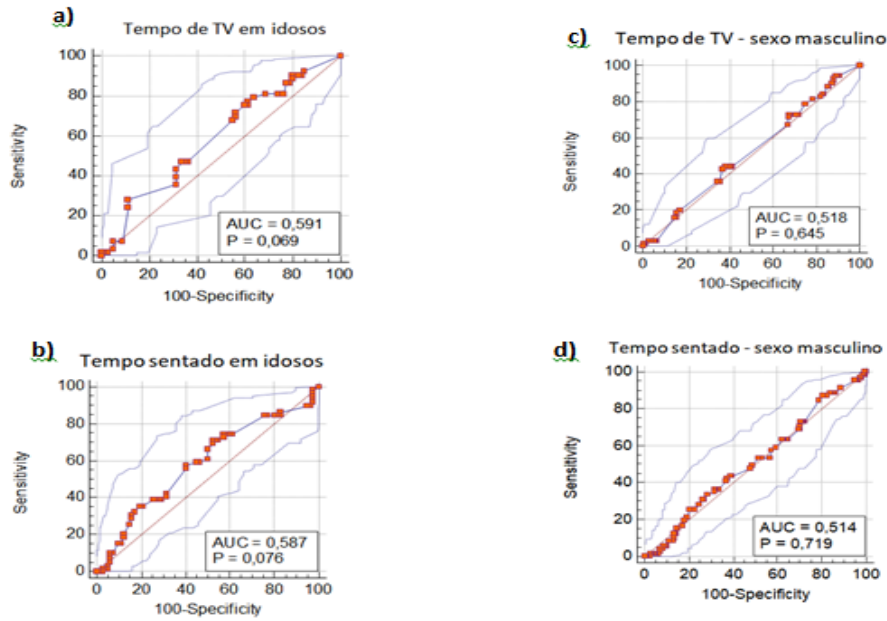 a)
Tempo de TV em idosos
100
80
60
40
20
0
Sensitivity
AUC = 0,591
P = 0,069
0 20 40 60 80 100
100-Specificity
b)
Tempo sentado em idosos
100
80
60
40
20
0
Sensitivity
AUC = 0,587
P = 0,076
0 20 40 60 80 100
100-Specificity
c)
Tempo de TV - sexo masculino
100
80
60
40
20
0
Sensitivity
AUC = 0,518
P = 0,645
0 20 40 60 80 100
100-Specificity
d)
Tempo sentado - sexo masculino
100
80
60
40
20
0
Sensitivity
AUC = 0,514
P = 0,719
0 20 40 60 80 100
100-Specificity